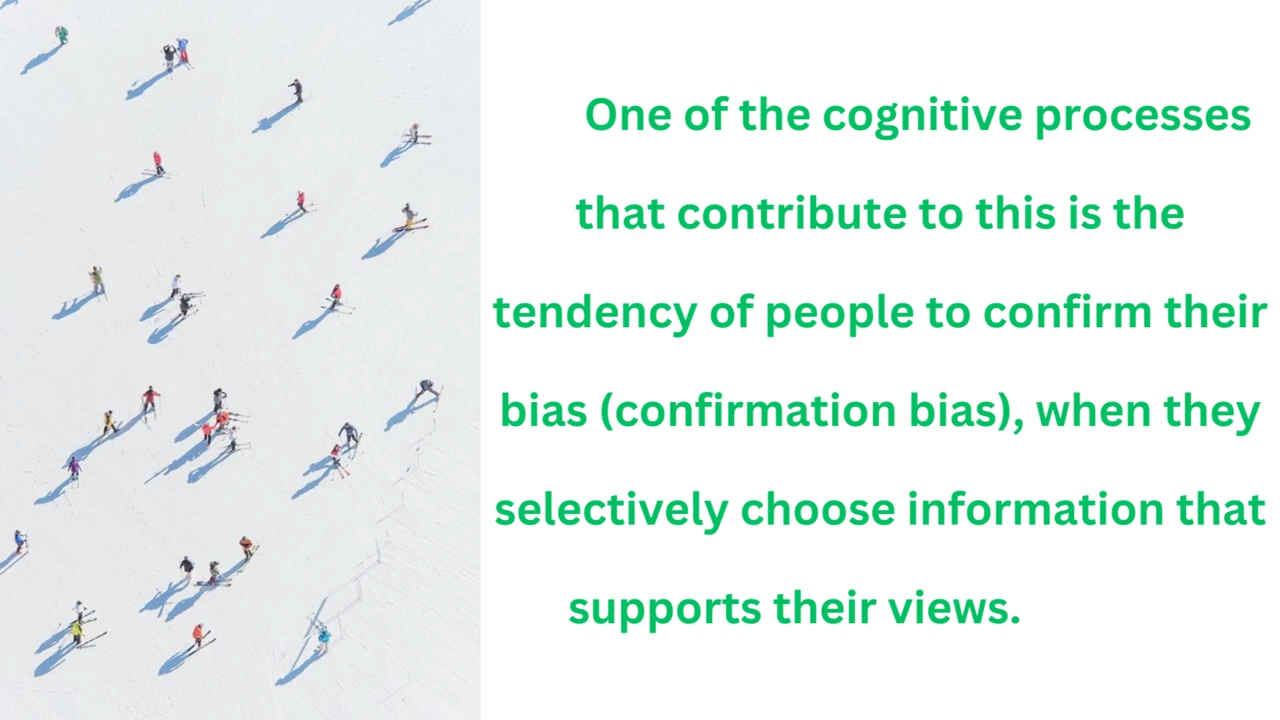 One of the cognitive processes
that contribute to this is the
tendency of people to confirm their
bias (confirmation bias), when they
selectively choose information that
supports their views.